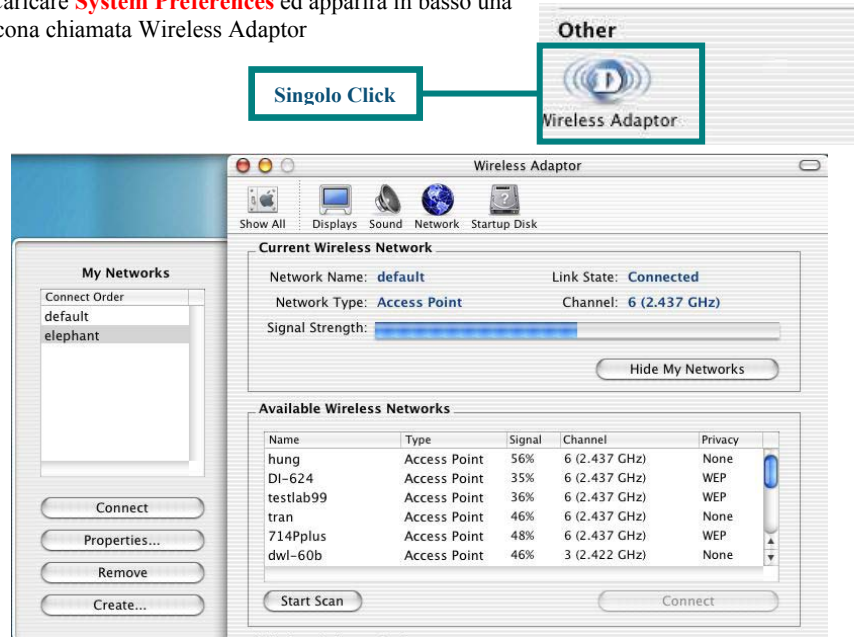 caricare System Preferences ed apparirà in basso una
icona chiamata Wireless Adaptor
Other
Singolo Click
Wireless Adaptor
Wireless Adaptor
Show All Displays Sound Network Startup Disk
Current Wireless Network
Network Name: default Link State: Connected
Network Type: Access Point Channel: 6 (2.437 GHz)
Signal Strength:
Hide My Networks
My Networks
Connect Order
default
elephant
Connect
Properties...
Remove
Create...
Available Wireless Networks
Name Type Signal Channel Privacy
hung Access Point 56% 6 (2.437 GHz) None
DI-624 Access Point 35% 6 (2.437 GHz) WEP
testlab99 Access Point 36% 6 (2.437 GHz) WEP
tran Access Point 46% 6 (2.437 GHz) None
714Pplus Access Point 48% 6 (2.437 GHz) WEP
dwl-60b Access Point 46% 3 (2.422 GHz) None
Start Scan Connect